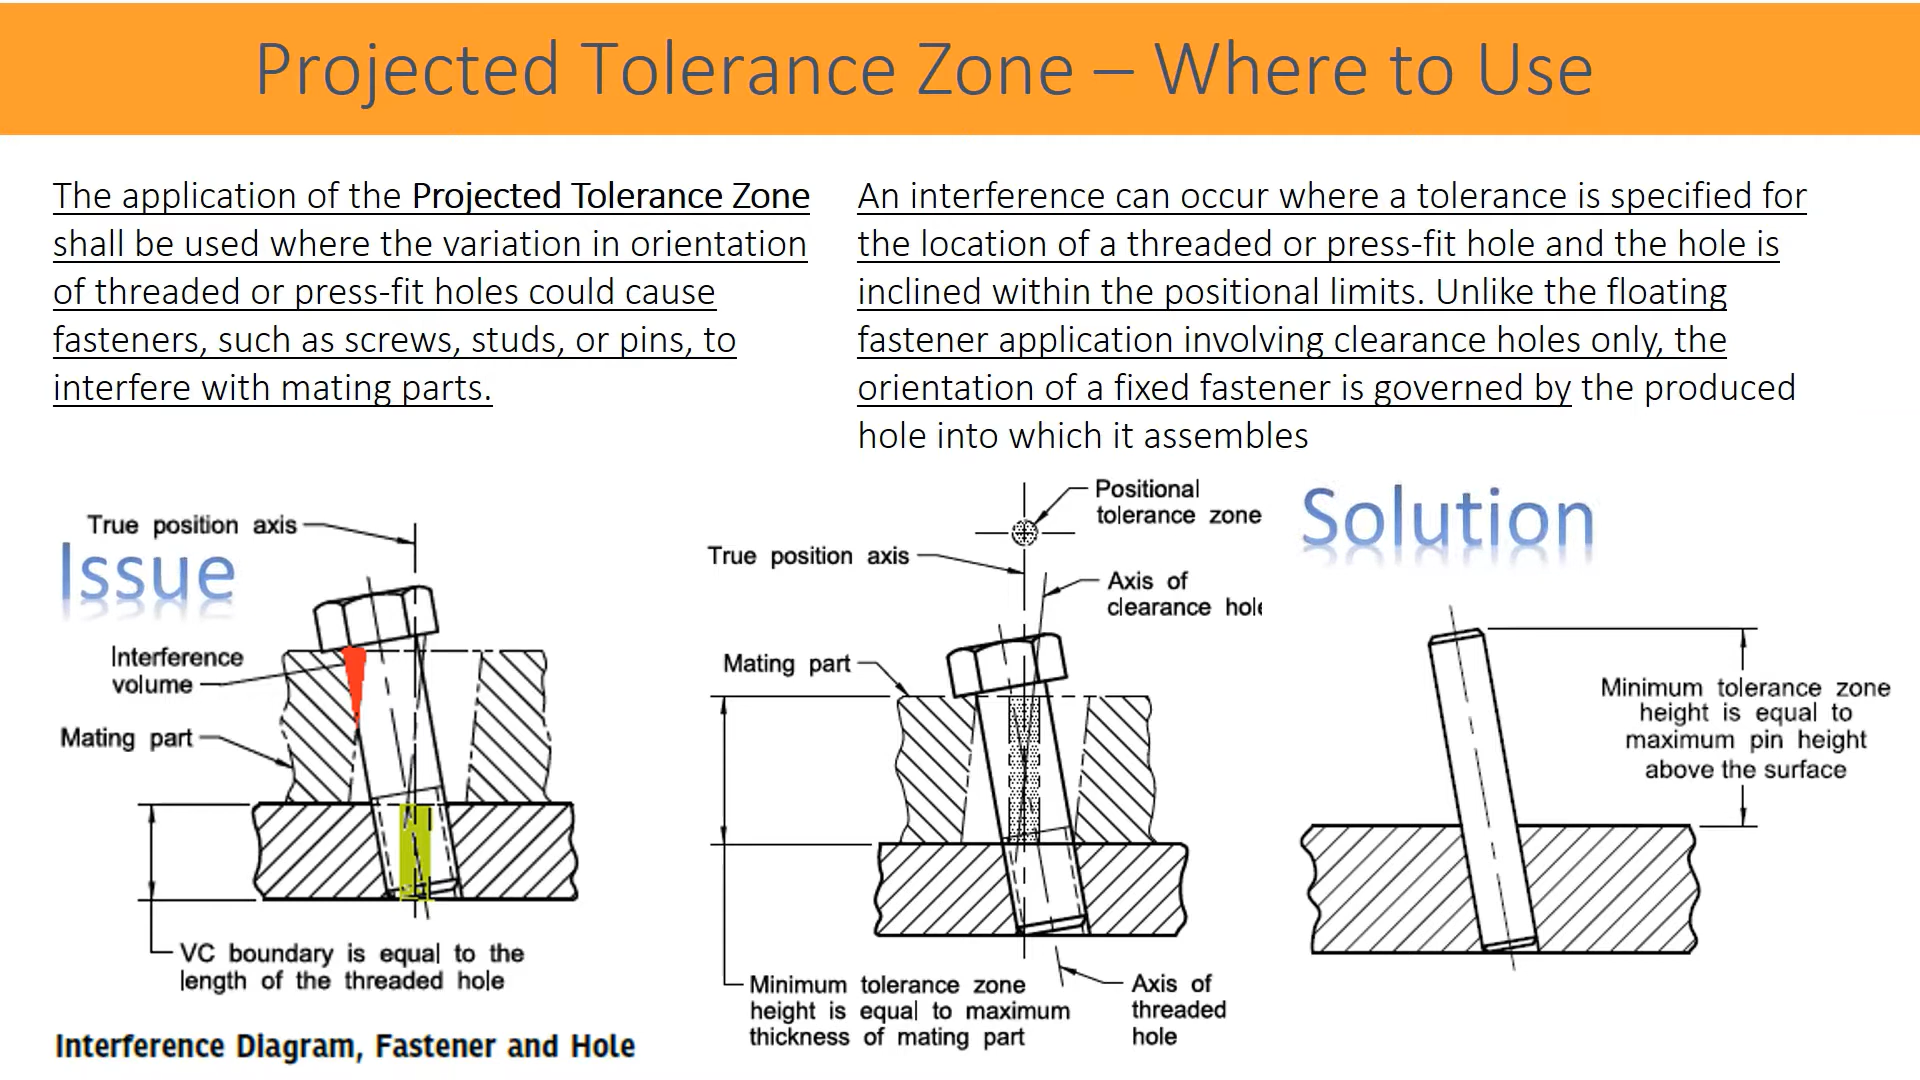 Projected Tolerance Zone – Where to Use
The application of the Projected Tolerance Zone
shall be used where the variation in orientation
of threaded or press-fit holes could cause
fasteners, such as screws, studs, or pins, to
interfere with mating parts.
An interference can occur where a tolerance is specified for
the location of a threaded or press-fit hole and the hole is
inclined within the positional limits. Unlike the floating
fastener application involving clearance holes only, the
orientation of a fixed fastener is governed by the produced
hole into which it assembles
Issue
True position axis
Interference
volume
Mating part
VC boundary is equal to the
length of the threaded hole
Interference Diagram, Fastener and Hole
Positional
tolerance zone
True position axis
Axis of
clearance hole
Mating part
Minimum tolerance zone
height is equal to maximum
thickness of mating part
Axis of
threaded
hole
Solution
Minimum tolerance zone
height is equal to
maximum pin height
above the surface